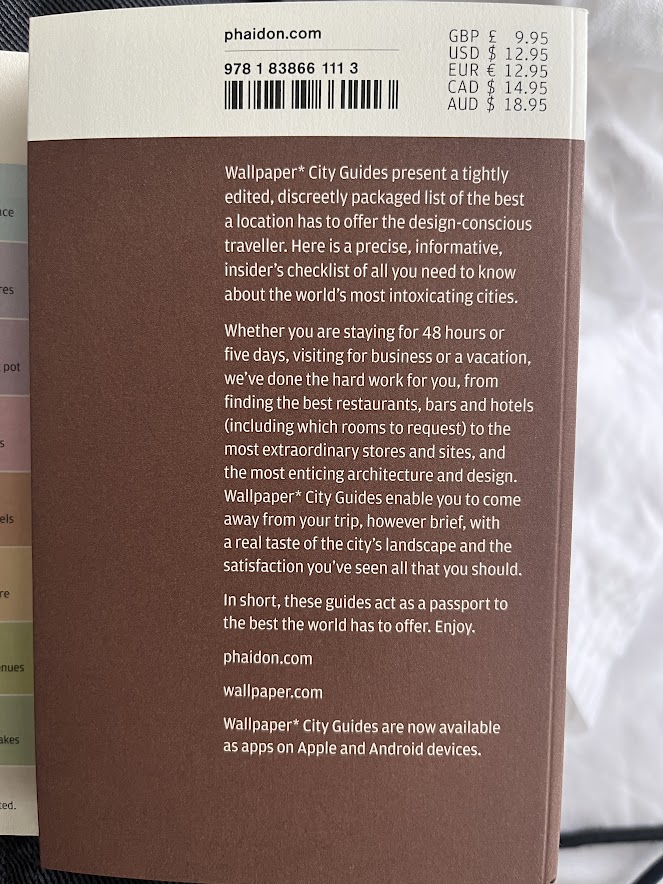 phaidon.com
978 1 83866 111 3
GBP £ 9.95
USD $ 12.95
EUR € 12.95
CAD $ 14.95
AUD $ 18.95
Wallpaper* City Guides present a tightly
edited, discreetly packaged list of the best
a location has to offer the design-conscious
traveller. Here is a precise, informative,
insider's checklist of all you need to know
about the world's most intoxicating cities.
Whether you are staying for 48 hours or
five days, visiting for business or a vacation,
we've done the hard work for you, from
finding the best restaurants, bars and hotels
(including which rooms to request) to the
most extraordinary stores and sites, and
the most enticing architecture and design.
Wallpaper* City Guides enable you to come
away from your trip, however brief, with
a real taste of the city's landscape and the
satisfaction you've seen all that you should.
In short, these guides act as a passport to
the best the world has to offer. Enjoy.
phaidon.com
wallpaper.com
Wallpaper* City Guides are now available
as apps on Apple and Android devices.
pot